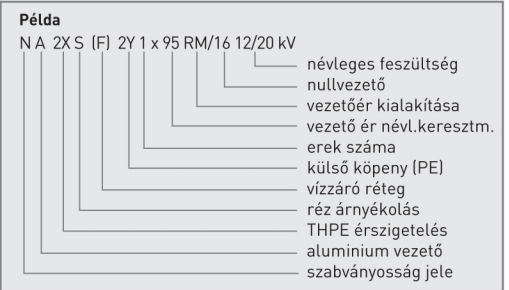 Példa
N A 2X S (F) 2Y 1 x 95 RM/16 12/20 kV
névleges feszültség
nullvezető
vezetőér kialakítása
vezető ér névl.keresztm.
erek száma
külső köpeny (PE)
vízzáró réteg
réz árnyékolás
THPE érszigetelés
aluminium vezető
szabványosság jele